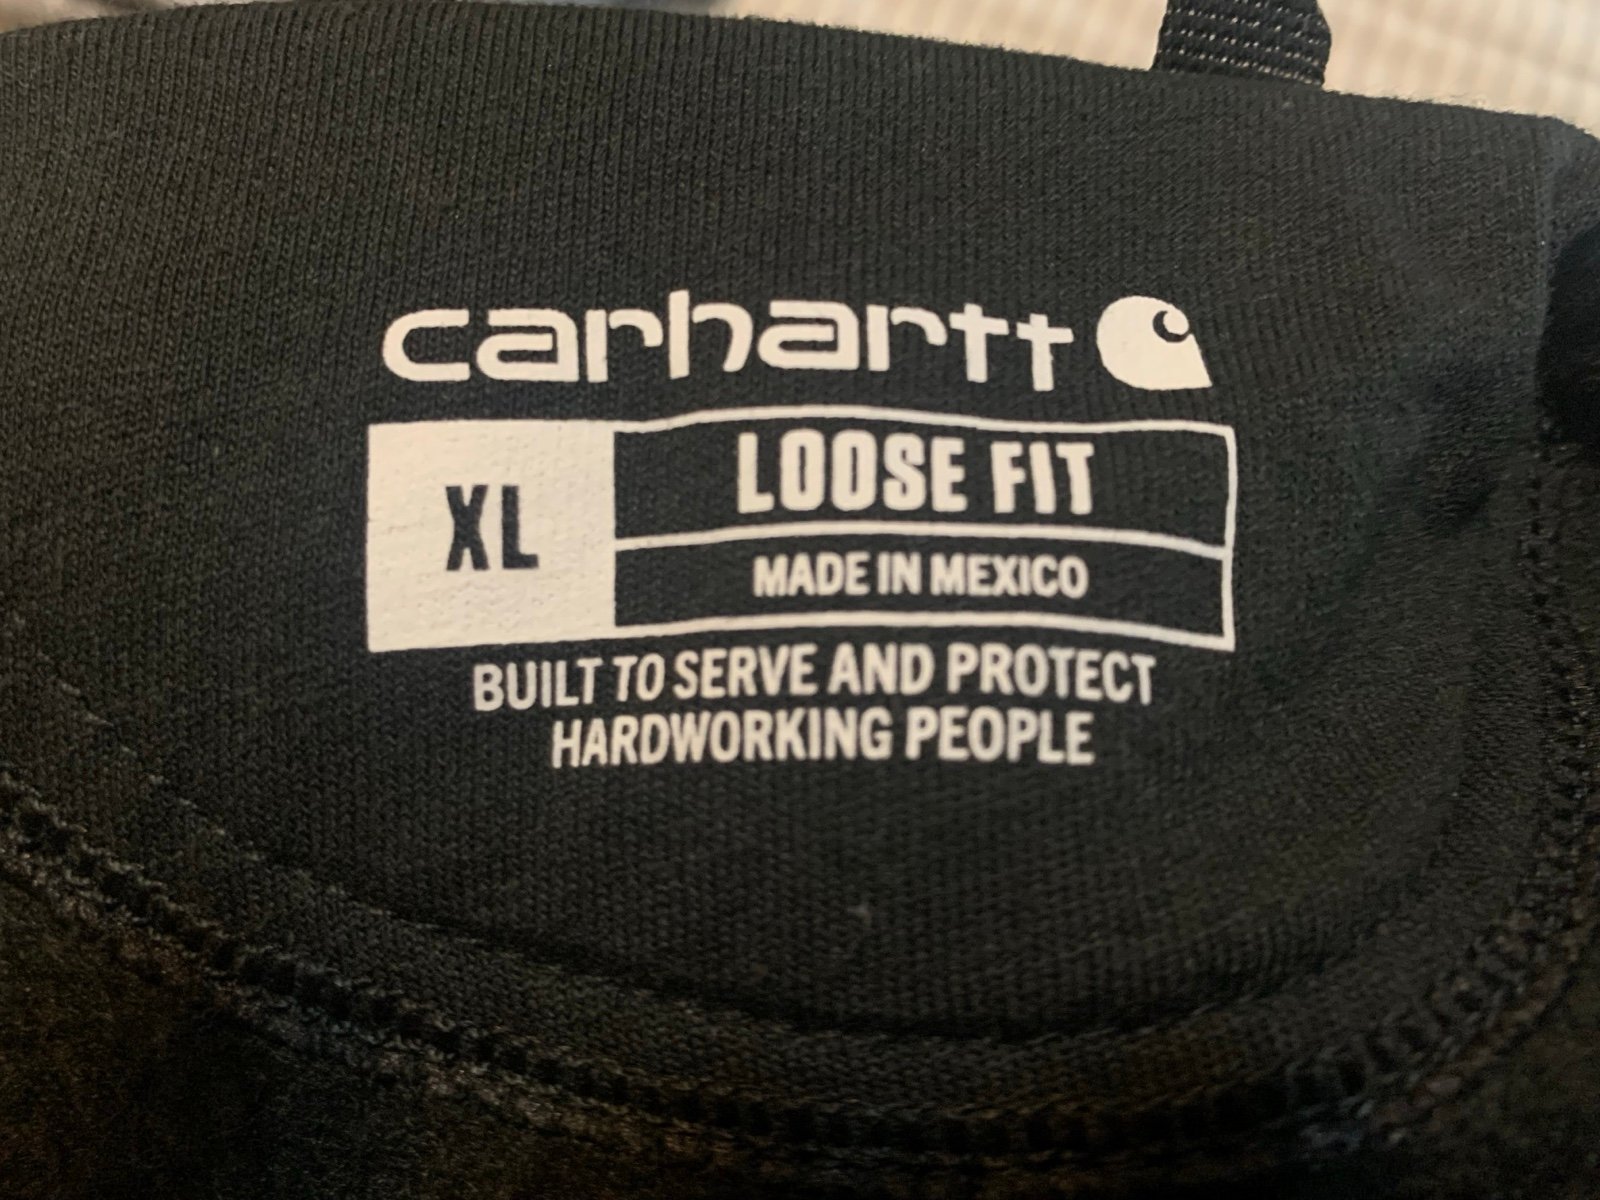 carhartt
XL
LOOSE FIT
MADE IN MEXICO
BUILT TO SERVE AND PROTECT
HARDWORKING PEOPLE